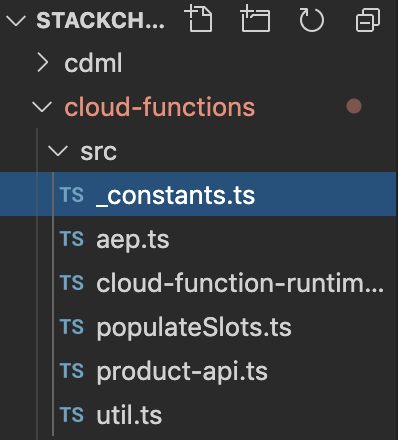 STACKCH...
cdml
cloud-functions
src
TS _constants.ts
TS aep.ts
TS cloud-function-runtim...
TS populateSlots.ts
TS product-api.ts
TS util.ts